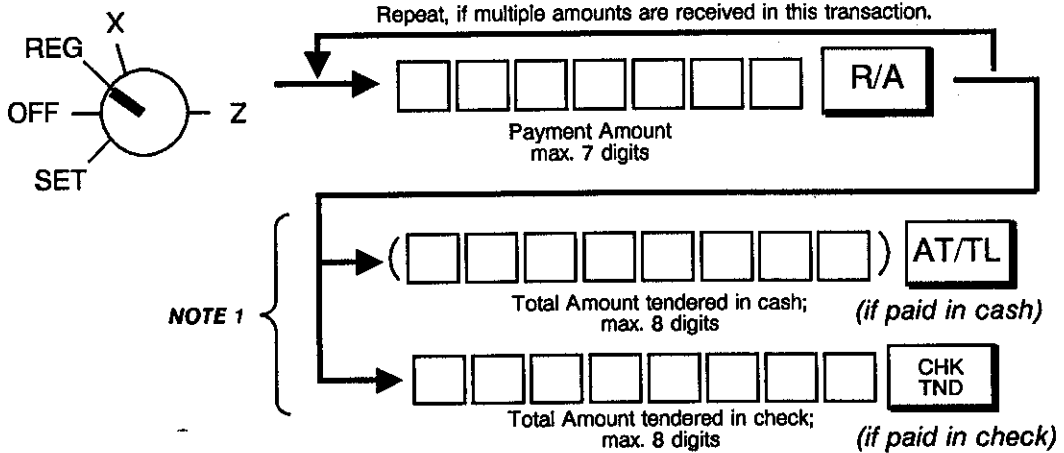 Repeat, if multiple amounts are received in this transaction.
X
REG
OFF
Z
SET
R/A
Payment Amount
max. 7 digits
( ) AT/TL
Total Amount tendered in cash;
max. 8 digits
(if paid in cash)
NOTE 1
CHK
TND
Total Amount tendered in check;
max. 8 digits
(if paid in check)